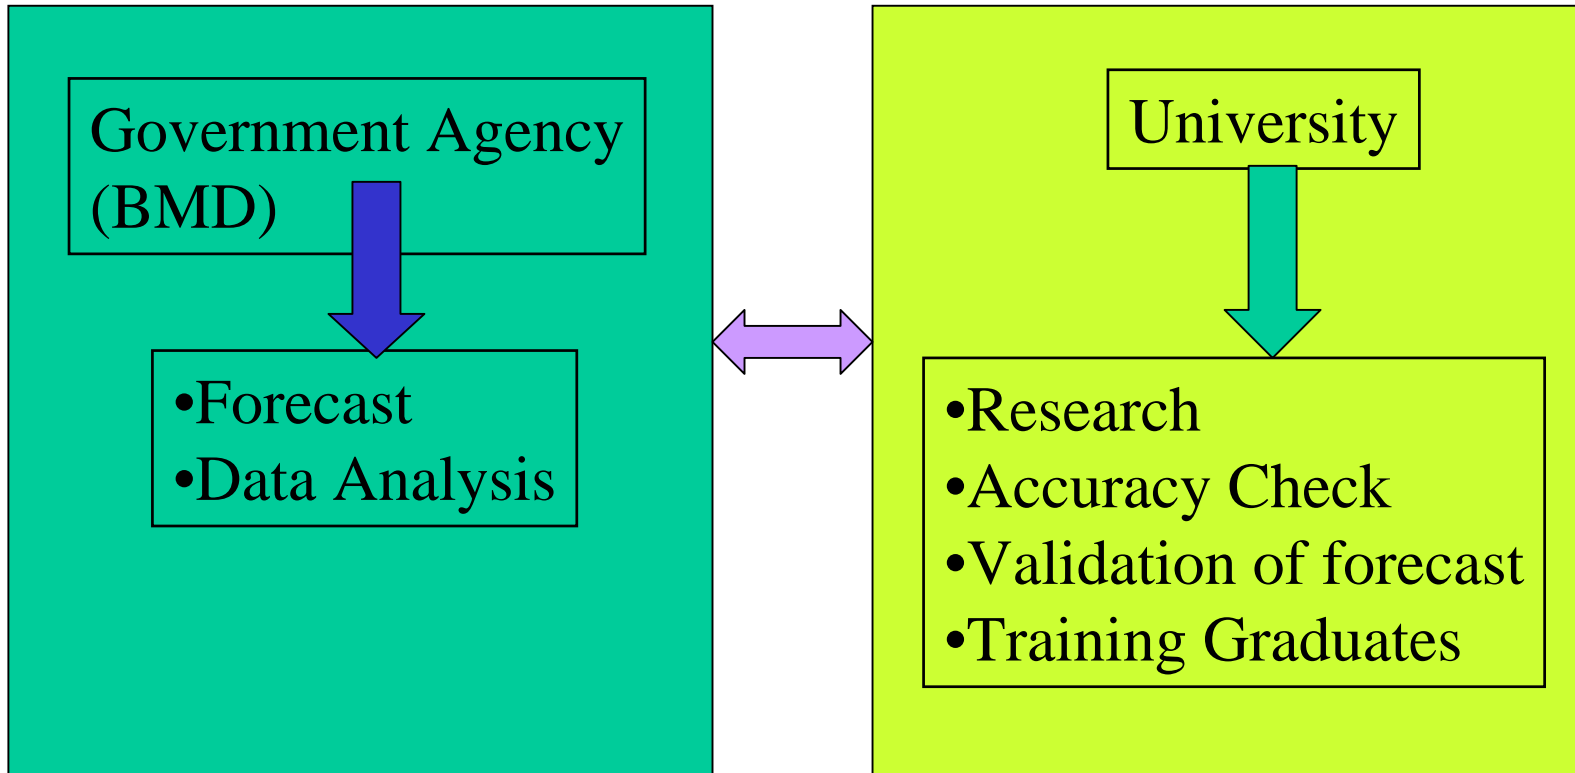 Government Agency
(BMD)
•Forecast
•Data Analysis
University
•Research
•Accuracy Check
•Validation of forecast
•Training Graduates